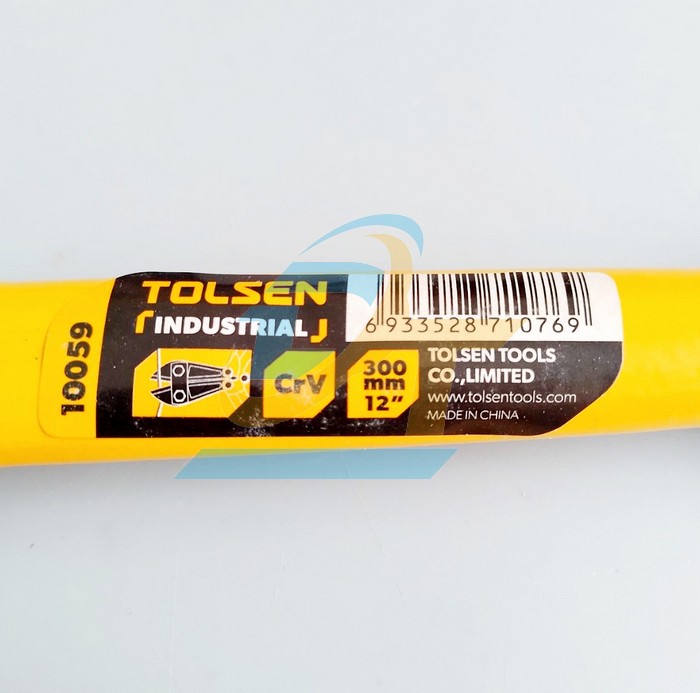 10059
TOLSEN
「INDUSTRIAL」
CrV
300
mm
12"
6 933528 710769
TOLSEN TOOLS
CO.,LIMITED
www.tolsentools.com
MADE IN CHINA